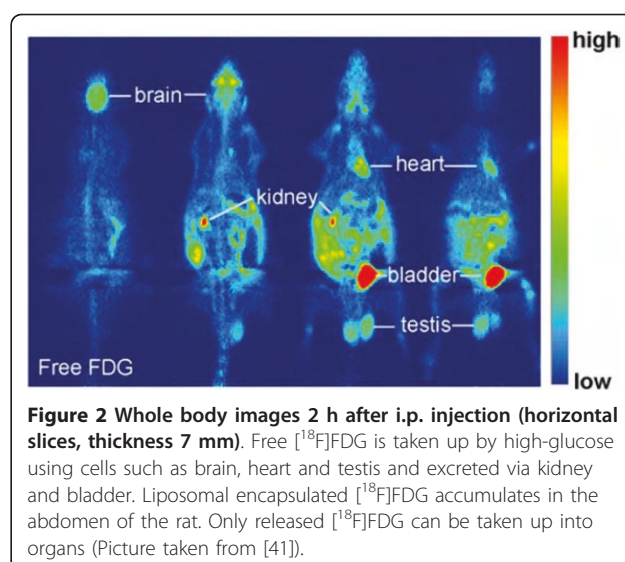 high
brain
heart
kidney
bladder
testis
Free FDG
low
Figure 2 Whole body images 2 h after i.p. injection (horizontal
slices, thickness 7 mm). Free [¹⁸F]FDG is taken up by high-glucose
using cells such as brain, heart and testis and excreted via kidney
and bladder. Liposomal encapsulated [¹⁸F]FDG accumulates in the
abdomen of the rat. Only released [¹⁸F]FDG can be taken up into
organs (Picture taken from [41]).